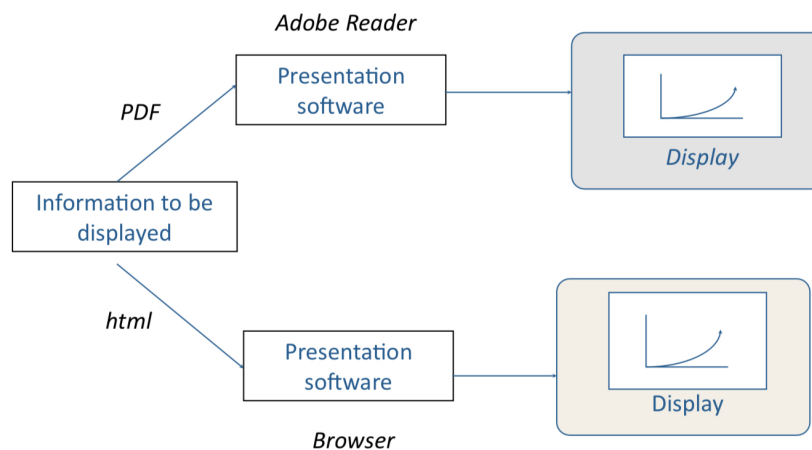 Adobe Reader
Presentation
software
PDF
Display
Information to be
displayed
html
Presentation
software
Display
Browser